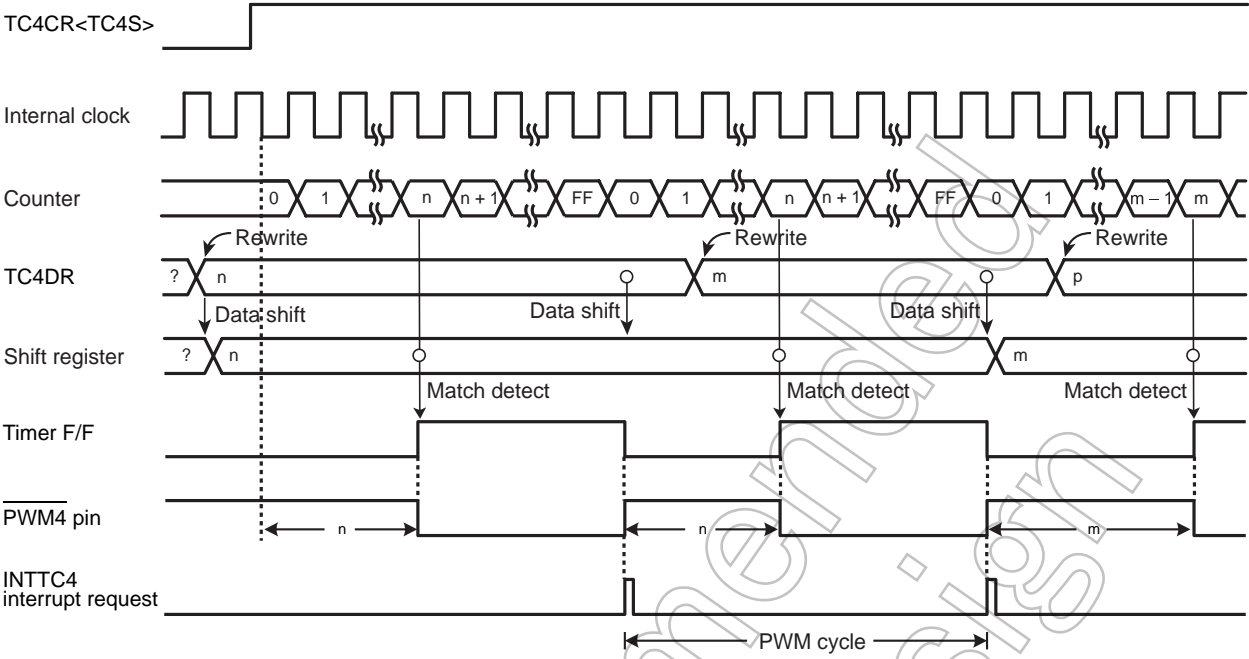 TC4CR<TC4S>
Internal clock
Counter 0 1 n n + 1 FF 0 1 n n + 1 FF 0 1 m – 1 m
Rewrite Rewrite Rewrite
TC4DR ? n m p
Data shift Data shift Data shift
Shift register ? n m
Match detect Match detect Match detect
Timer F/F
PWM4 pin n n m
INTTC4
interrupt request
PWM cycle